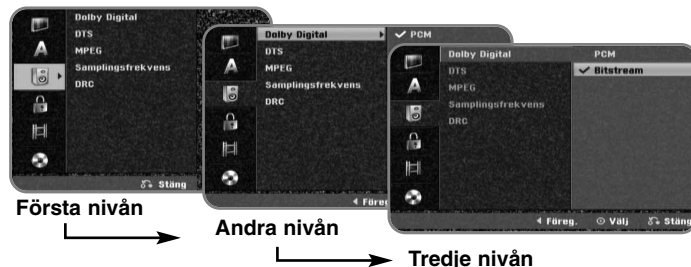 Dolby Digital
DTS
MPEG
Samplingsfrekvens
DRC
Stäng
Första nivån
Dolby Digital
DTS
MPEG
Samplingsfrekvens
DRC
✓ PCM
Andra nivån
Dolby Digital
DTS
MPEG
Samplingsfrekvens
DRC
PCM
✓ Bitstream
Föreg.
Välj
Stäng
Tredje nivån